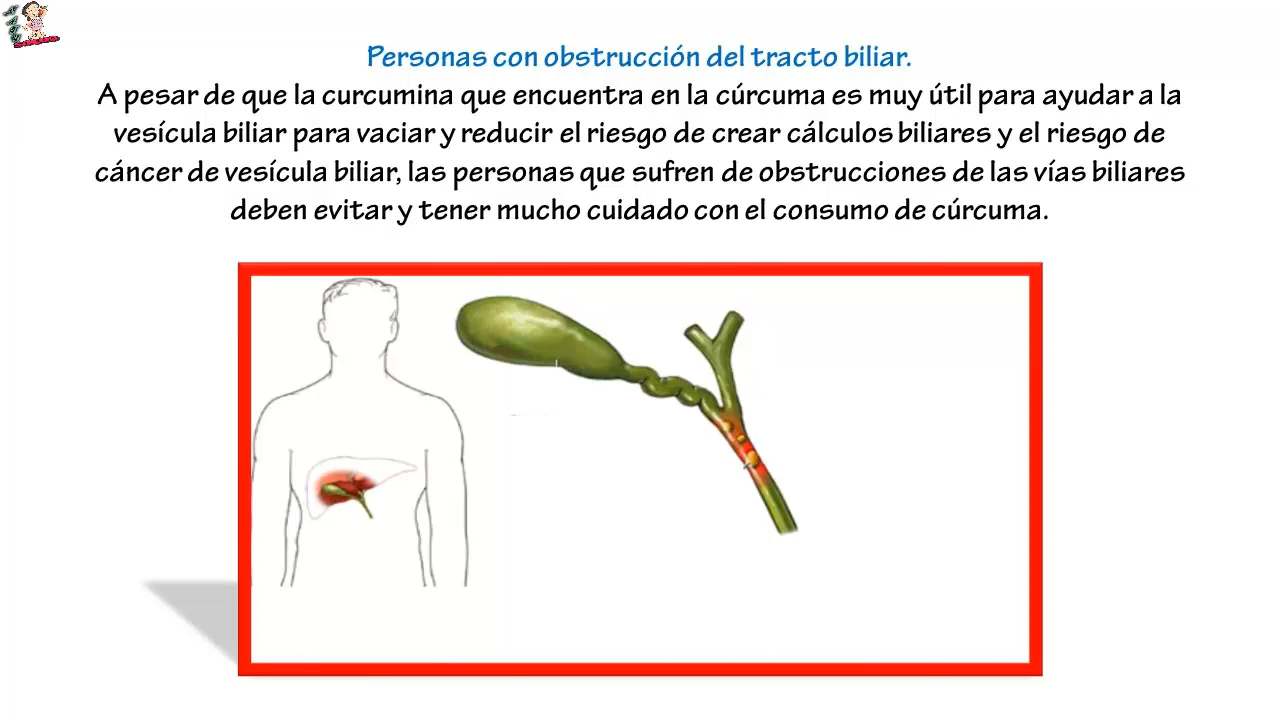 Personas con obstrucción del tracto biliar.
A pesar de que la curcumina que encuentra en la cúrcuma es muy útil para ayudar a la
vesícula biliar para vaciar y reducir el riesgo de crear cálculos biliares y el riesgo de
cáncer de vesícula biliar, las personas que sufren de obstrucciones de las vías biliares
deben evitar y tener mucho cuidado con el consumo de cúrcuma.